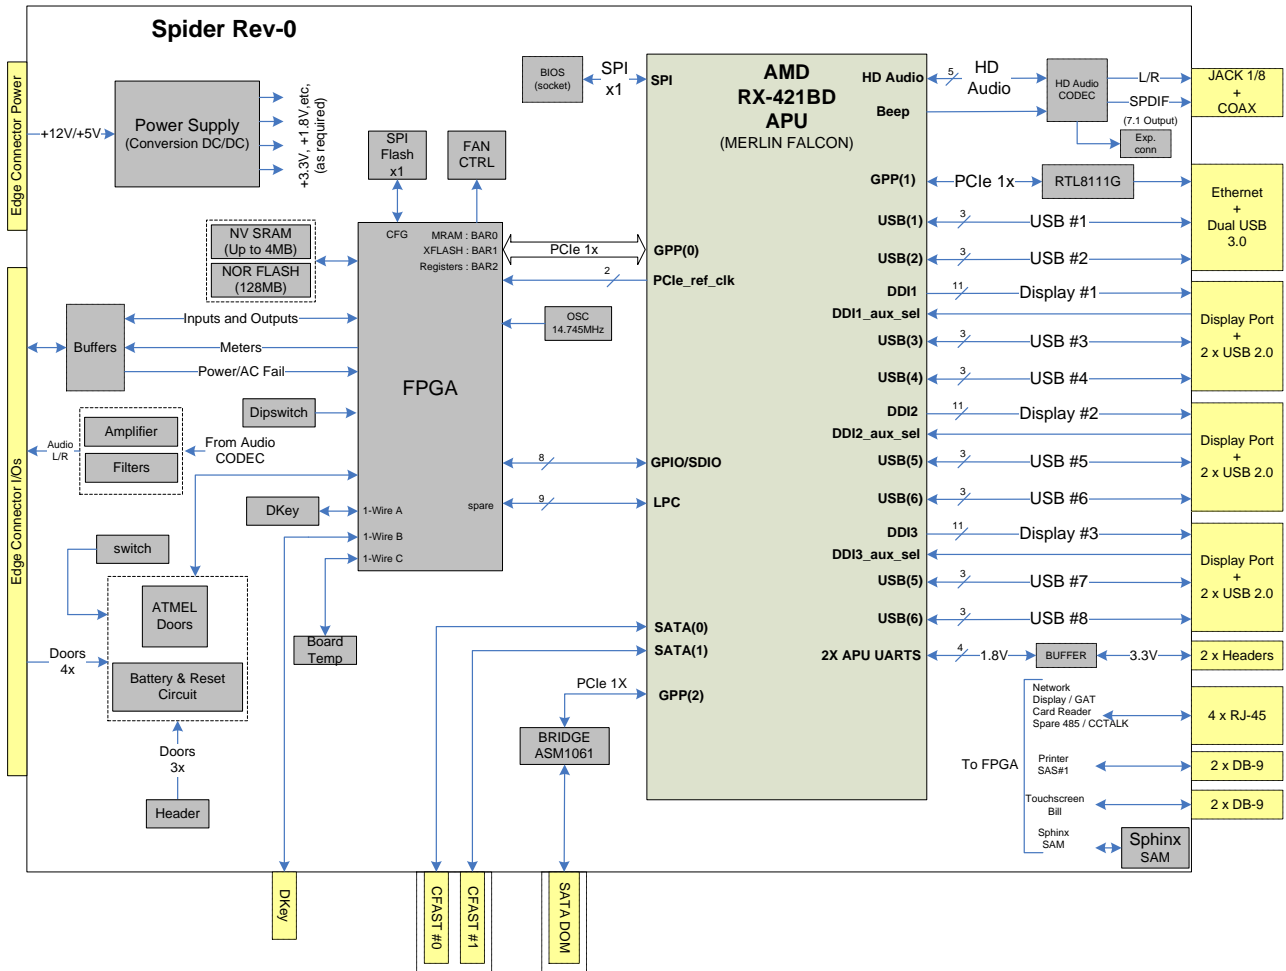 Spider Rev-0
Edge Connector Power
+12V/+5V
Power Supply
(Conversion DC/DC)
+3.3V, +1.8V,etc,
(as required)
BIOS
(socket)
SPI
x1
SPI
Flash
x1
FAN
CTRL
NV SRAM
(Up to 4MB)
NOR FLASH
(128MB)
CFG
MRAM : BAR0
XFLASH : BAR1
Registers : BAR2
FPGA
spare
1-Wire A
1-Wire B
1-Wire C
PCIe 1x
2
OSC
14.745MHz
8
9
Edge Connector I/Os
Buffers
Inputs and Outputs
Meters
Power/AC Fail
Dipswitch
Amplifier
Filters
Audio
L/R
From Audio
CODEC
DKey
switch
ATMEL
Doors
Battery & Reset
Circuit
Doors
4x
Doors
3x
Header
Board
Temp
AMD
RX-421BD
APU
(MERLIN FALCON)
SPI
GPP(0)
PCIe_ref_clk
GPIO/SDIO
LPC
SATA(0)
SATA(1)
GPP(2)
PCIe 1X
BRIDGE
ASM1061
HD Audio
Beep
GPP(1)
USB(1)
USB(2)
DDI1
DDI1_aux_sel
USB(3)
USB(4)
DDI2
DDI2_aux_sel
USB(5)
USB(6)
DDI3
DDI3_aux_sel
USB(5)
USB(6)
2X APU UARTS
5
HD
Audio
HD Audio
CODEC
L/R
SPDIF
(7.1 Output)
Exp.
conn
JACK 1/8
+
COAX
PCIe 1x
RTL8111G
3
USB #1
3
USB #2
Ethernet
+
Dual USB
3.0
11
Display #1
3
USB #3
3
USB #4
Display Port
+
2 x USB 2.0
11
Display #2
3
USB #5
3
USB #6
Display Port
+
2 x USB 2.0
11
Display #3
3
USB #7
3
USB #8
Display Port
+
2 x USB 2.0
4
1.8V
BUFFER
3.3V
2 x Headers
To FPGA
Network
Display / GAT
Card Reader
Spare 485 / CCTALK
4 x RJ-45
Printer
SAS#1
2 x DB-9
Touchscreen
Bill
2 x DB-9
Sphinx
SAM
Sphinx
SAM
DKey
CFAST #0
CFAST #1
SATA DOM